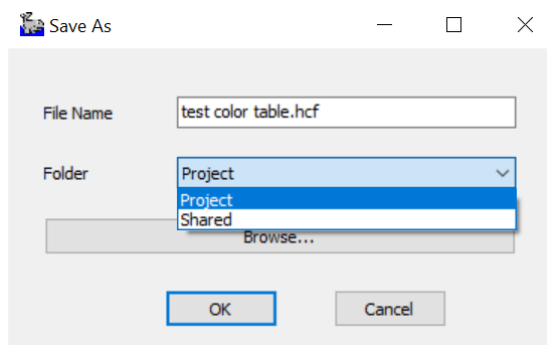 Save As
File Name test color table.hcf
Folder Project
Project
Shared
Browse...
OK Cancel